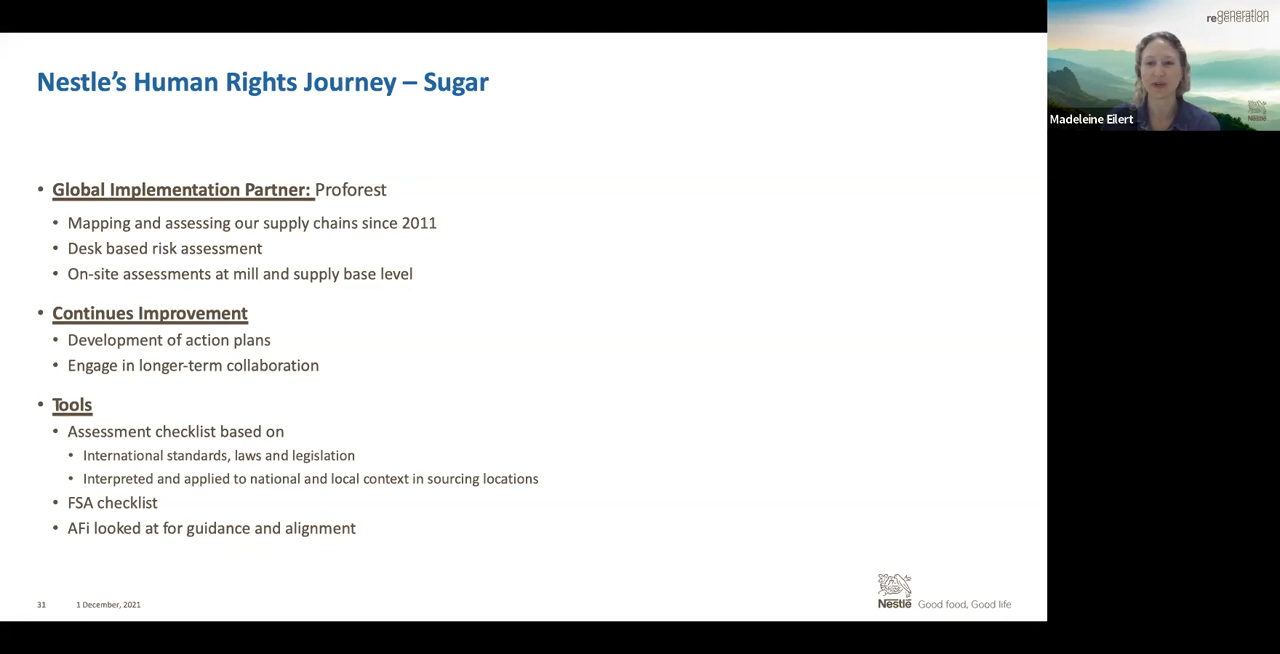 Nestle's Human Rights Journey – Sugar
• Global Implementation Partner: Proforest
• Mapping and assessing our supply chains since 2011
• Desk based risk assessment
• On-site assessments at mill and supply base level
• Continues Improvement
• Development of action plans
• Engage in longer-term collaboration
• Tools
• Assessment checklist based on
• International standards, laws and legislation
• Interpreted and applied to national and local context in sourcing locations
• FSA checklist
• AFi looked at for guidance and alignment
31 1 December, 2021
Nestlé Good food, Good life
generation
regeneration
Nestlé
Madeleine Eilert